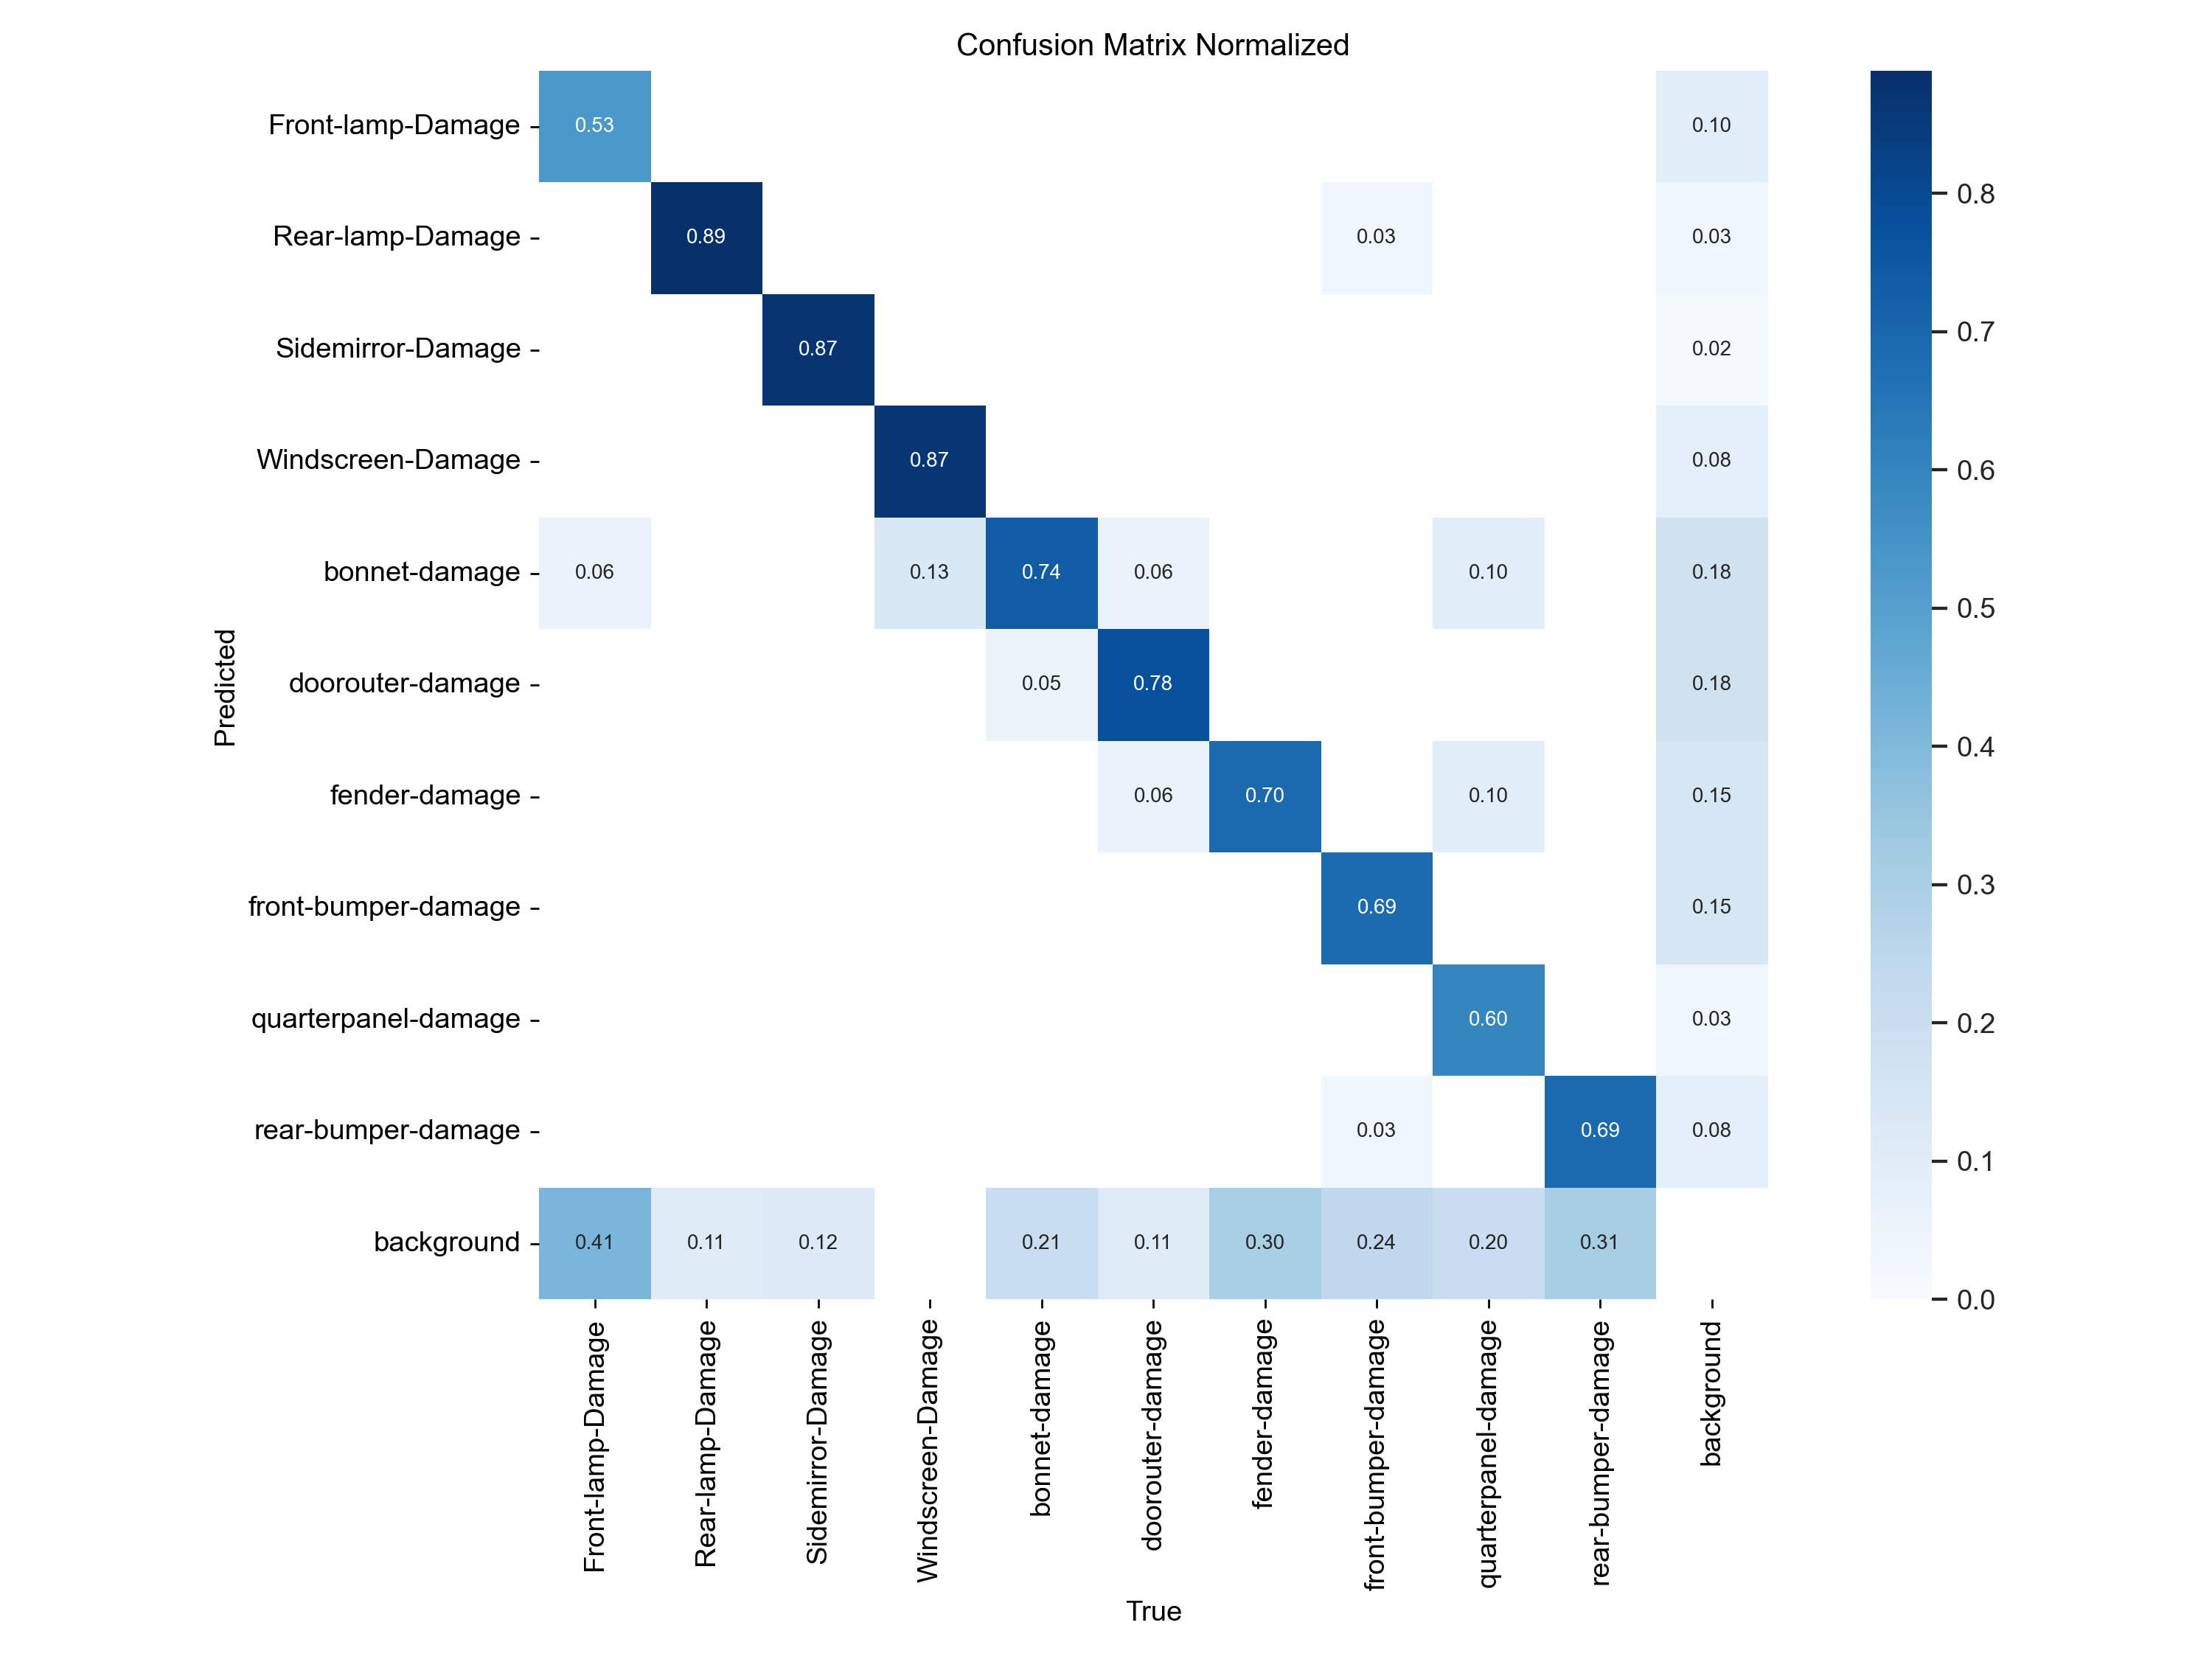 Confusion Matrix Normalized
Front-lamp-Damage 0.53 0.10
Rear-lamp-Damage 0.89 0.03 0.03
Sidemirror-Damage 0.87 0.02
Windscreen-Damage 0.87 0.08
bonnet-damage 0.06 0.13 0.74 0.06 0.10 0.18
doorouter-damage 0.05 0.78 0.18
fender-damage 0.06 0.70 0.10 0.15
front-bumper-damage 0.69 0.15
quarterpanel-damage 0.60 0.03
rear-bumper-damage 0.03 0.69 0.08
background 0.41 0.11 0.12 0.21 0.11 0.30 0.24 0.20 0.31
Predicted
Front-lamp-Damage
Rear-lamp-Damage
Sidemirror-Damage
Windscreen-Damage
bonnet-damage
doorouter-damage
fender-damage
front-bumper-damage
quarterpanel-damage
rear-bumper-damage
background
True
0.8
0.7
0.6
0.5
0.4
0.3
0.2
0.1
0.0